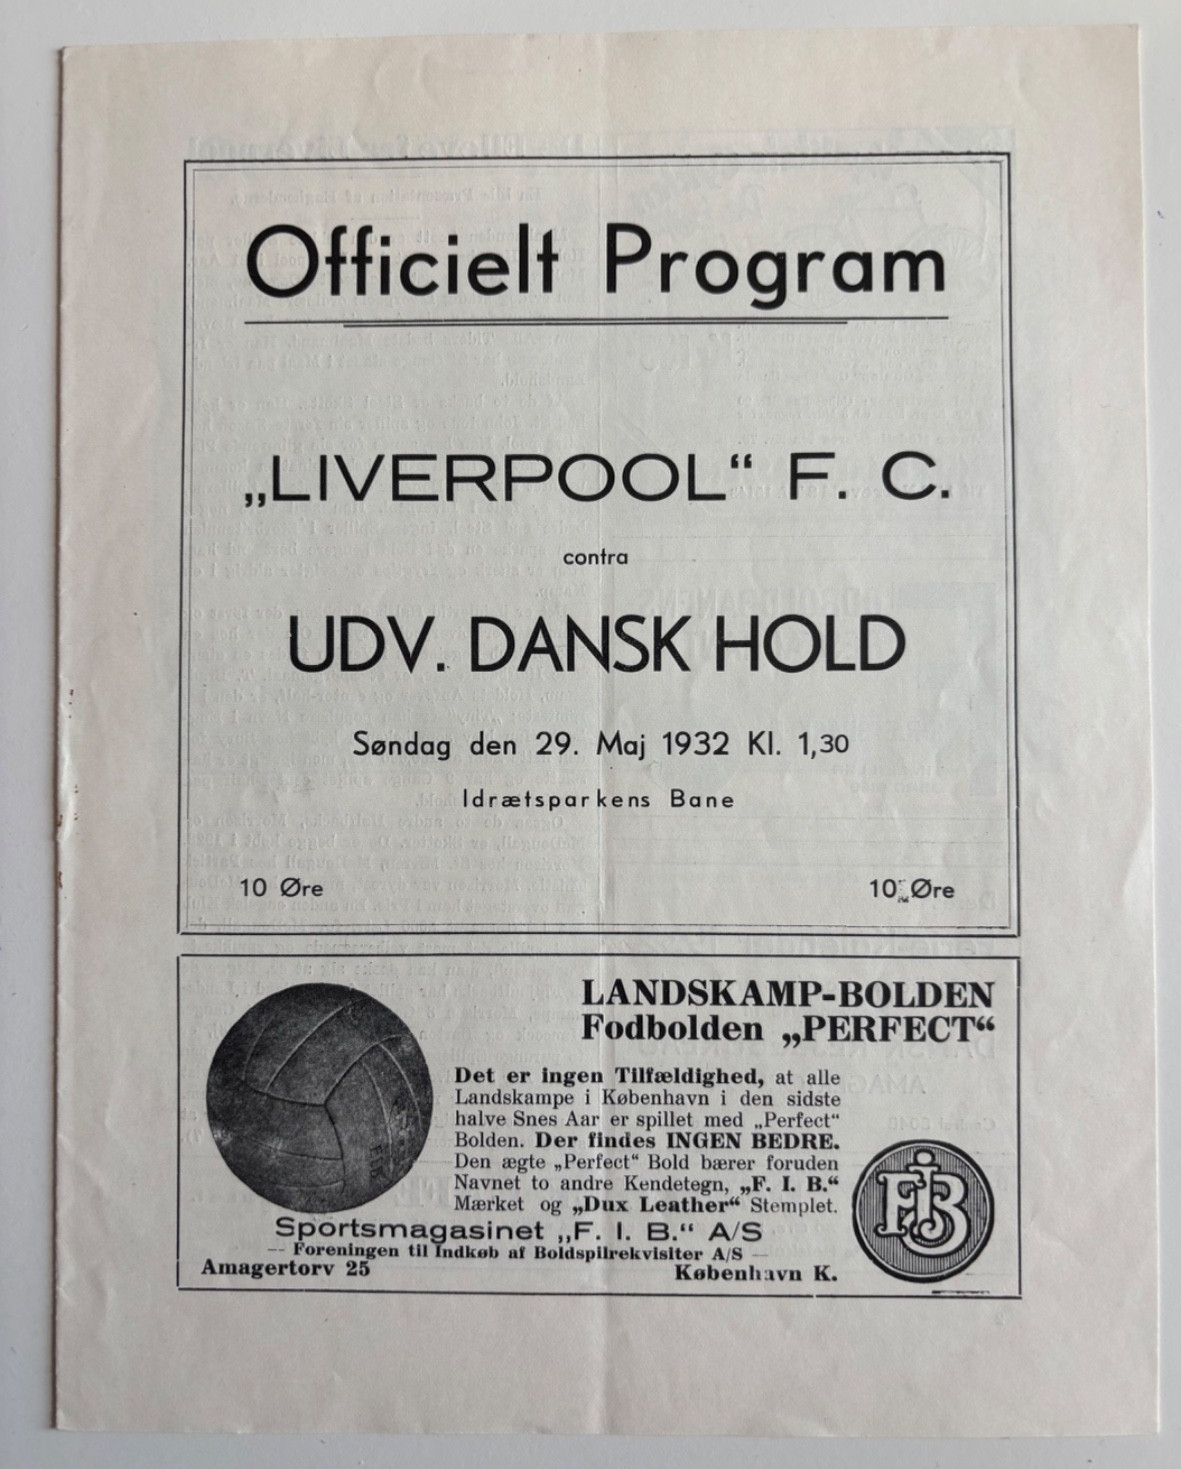 Officielt Program
„LIVERPOOL“ F. C.
contra
UDV. DANSK HOLD
Søndag den 29. Maj 1932 Kl. 1,30
Idrætsparkens Bane
10 Øre
10 Øre
LANDSKAMP-BOLDEN
Fodbolden „PERFECT“
Det er ingen Tilfældighed, at alle
Landskampe i København i den sidste
halve Snes Aar er spillet med „Perfect“
Bolden. Der findes INGEN BEDRE.
Den ægte „Perfect“ Bold bærer foruden
Navnet to andre Kendetegn, „F. I. B.“
Mærket og „Dux Leather“ Stemplet.
Sportsmagasinet „F. I. B.“ A/S
— Foreningen til Indkøb af Boldspilrekvisiter A/S —
Amagertorv 25
København K.
FIB